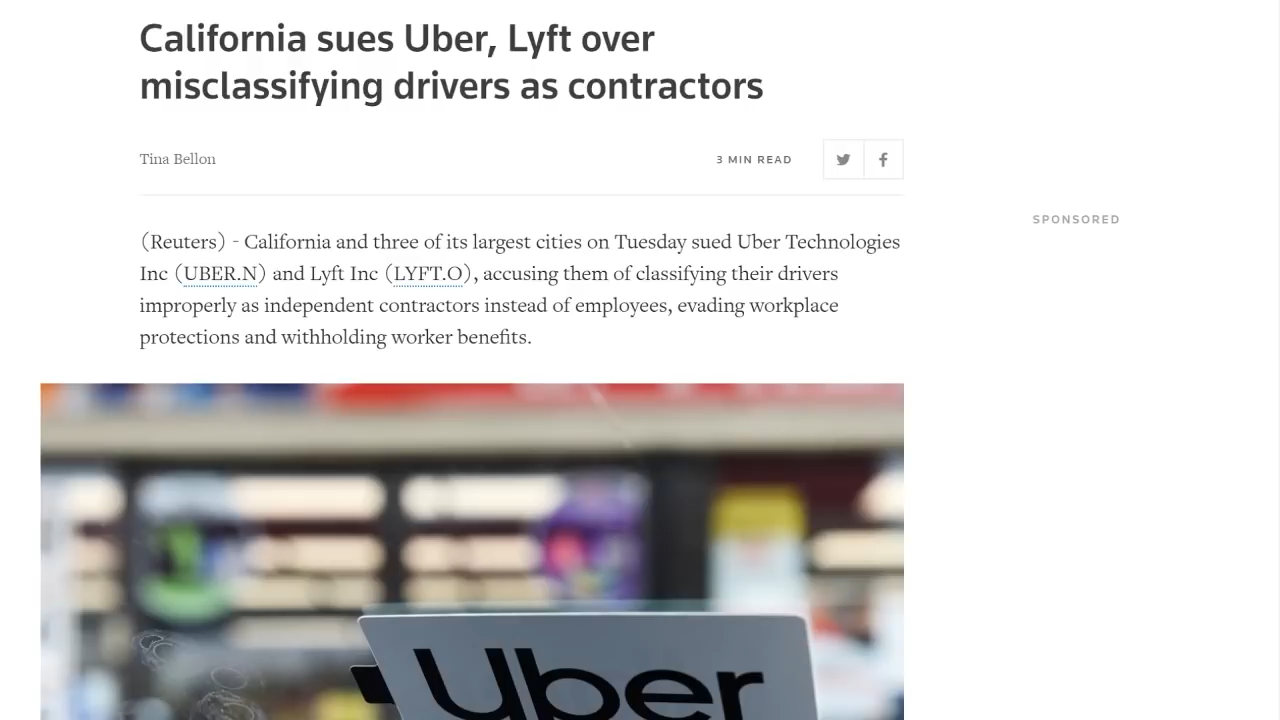 California sues Uber, Lyft over
misclassifying drivers as contractors
Tina Bellon
3 MIN READ
SPONSORED
(Reuters) - California and three of its largest cities on Tuesday sued Uber Technologies
Inc (UBER.N) and Lyft Inc (LYFT.O), accusing them of classifying their drivers
improperly as independent contractors instead of employees, evading workplace
protections and withholding worker benefits.
Uber